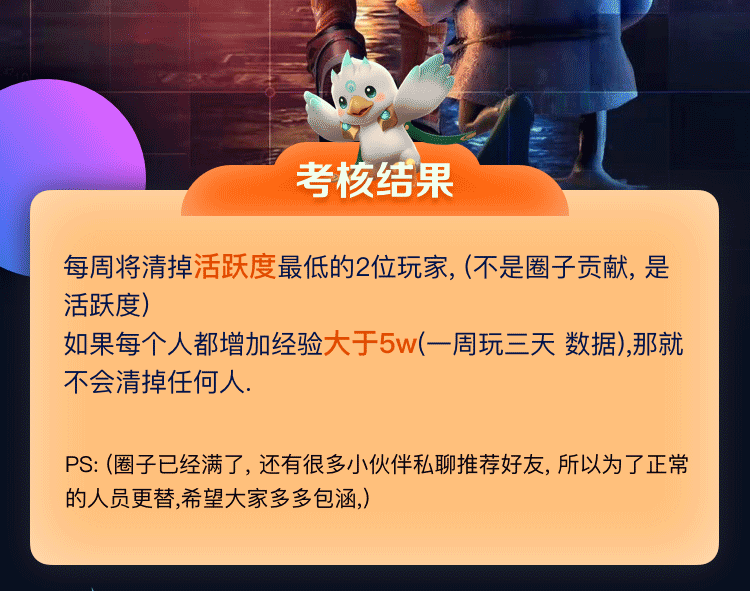 考核结果
每周将清掉活跃度最低的2位玩家, (不是圈子贡献, 是
活跃度)
如果每个人都增加经验大于5w(一周玩三天 数据),那就
不会清掉任何人.
PS: (圈子已经满了, 还有很多小伙伴私聊推荐好友, 所以为了正常
的人员更替,希望大家多多包涵,)